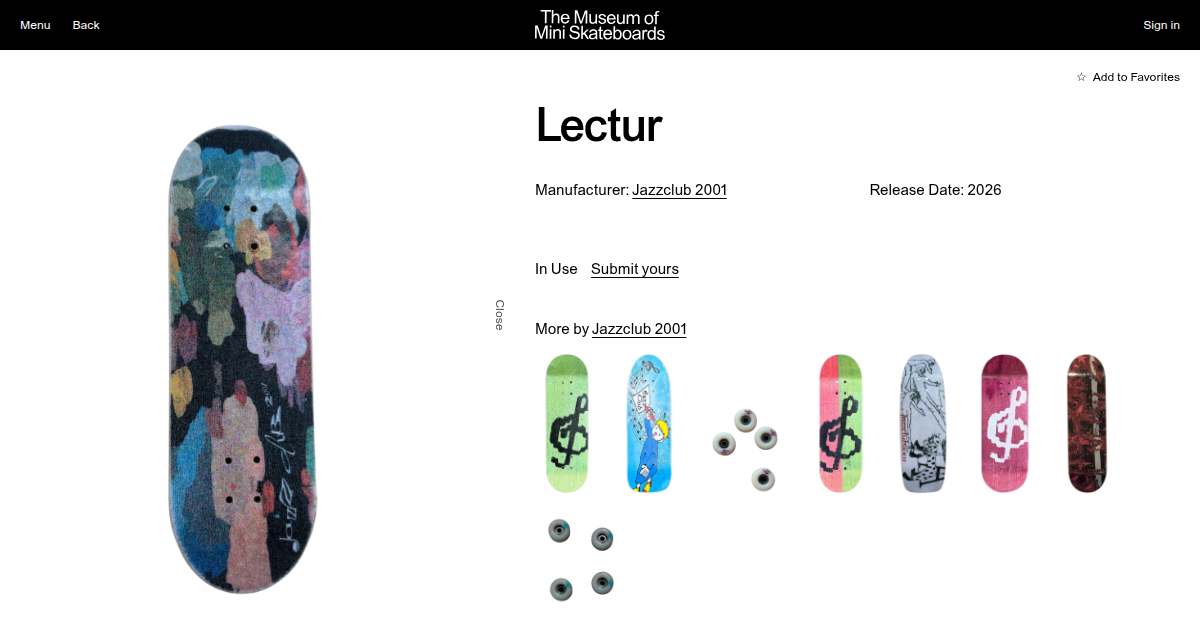 Menu
Back
The Museum of
Mini Skateboards
Sign in
☆ Add to Favorites
Lectur
Manufacturer: Jazzclub 2001
Release Date: 2026
In Use
Submit yours
Close
More by Jazzclub 2001